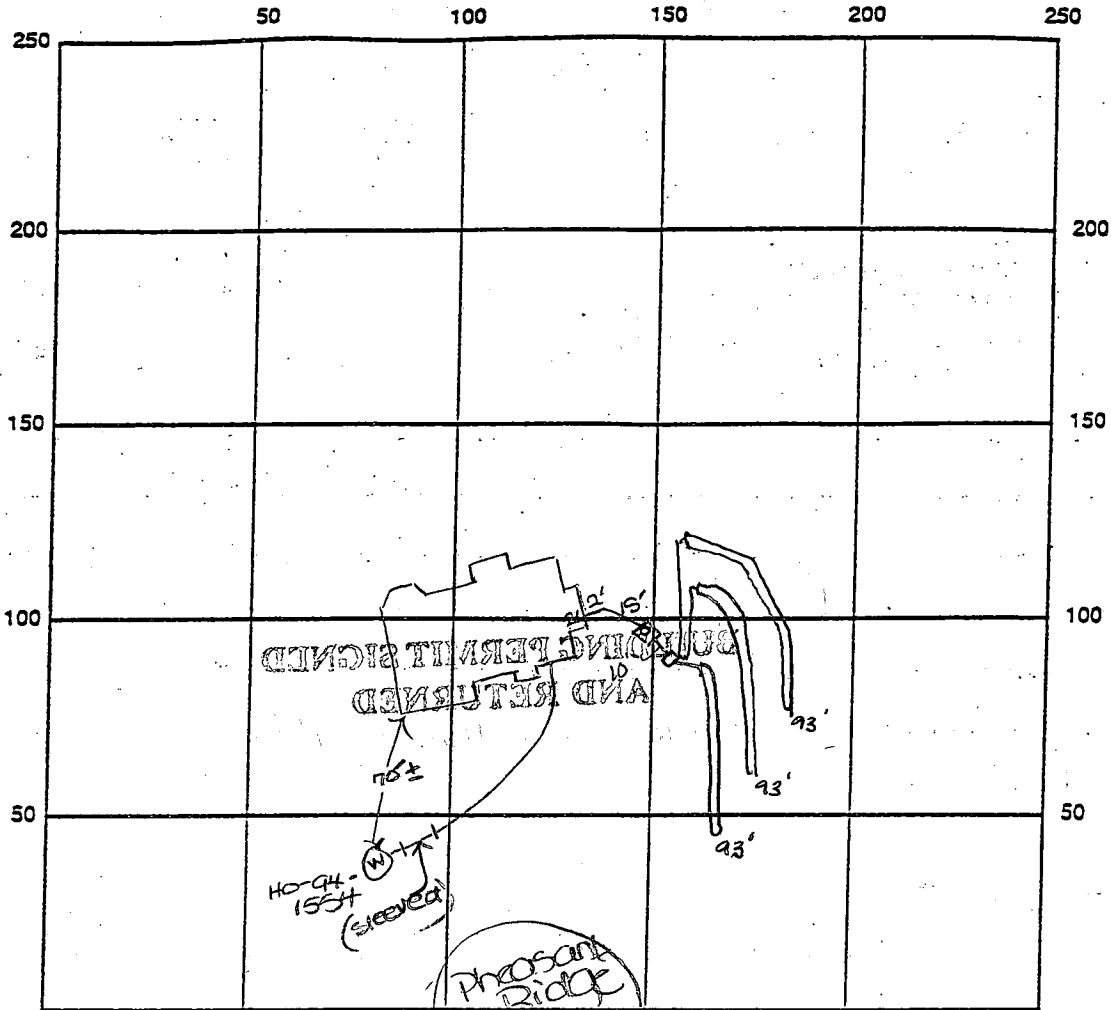 50 100 150 200 250
250
200 200
150 150
100 100
12' 15'
BUILDING PERMIT SIGNED
10
AND RETURNED
93'
70'±
93'
50 50
93'
W
HO-94-
1554
(sleeved)
Pheasant
Ridge